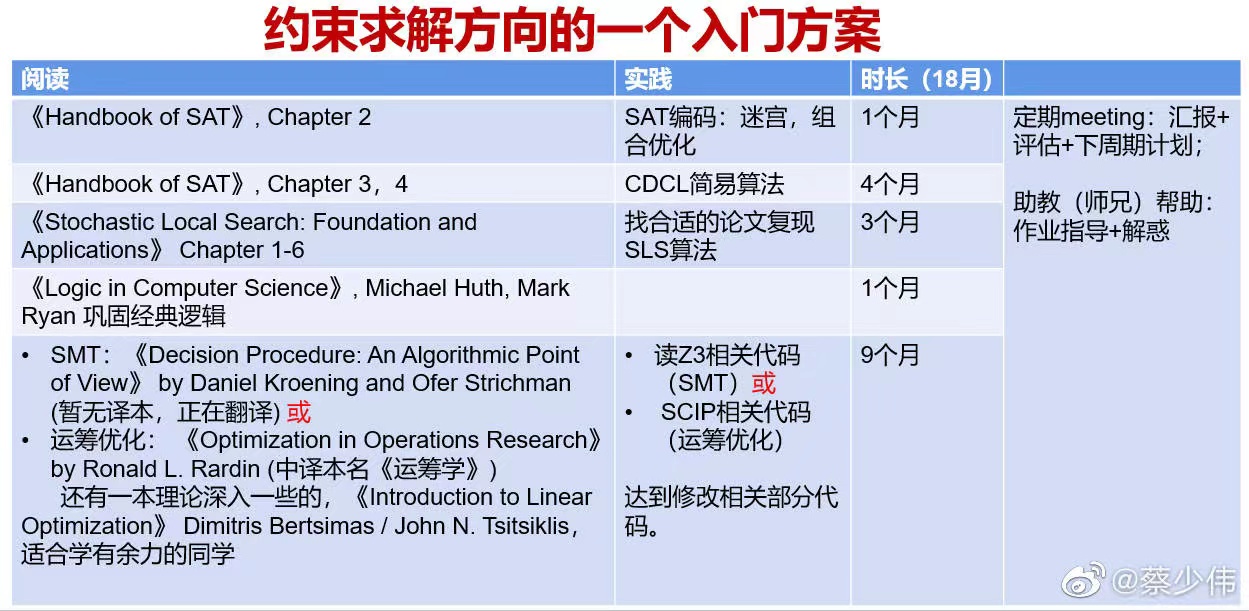 约束求解方向的一个入门方案
阅读
实践
时长（18月）
《Handbook of SAT》, Chapter 2
SAT编码：迷宫，组
合优化
1个月
《Handbook of SAT》, Chapter 3，4
CDCL简易算法
4个月
《Stochastic Local Search: Foundation and
Applications》 Chapter 1-6
找合适的论文复现
SLS算法
3个月
《Logic in Computer Science》, Michael Huth, Mark
Ryan 巩固经典逻辑
1个月
• SMT：《Decision Procedure: An Algorithmic Point
of View》 by Daniel Kroening and Ofer Strichman
(暂无译本，正在翻译) 或
• 运筹优化： 《Optimization in Operations Research》
by Ronald L. Rardin (中译本名《运筹学》)
还有一本理论深入一些的，《Introduction to Linear
Optimization》 Dimitris Bertsimas / John N. Tsitsiklis，
适合学有余力的同学
• 读Z3相关代码
（SMT）或
• SCIP相关代码
（运筹优化）
达到修改相关部分代
码。
9个月
定期meeting：汇报+
评估+下周期计划；
助教（师兄）帮助：
作业指导+解惑
@蔡少伟